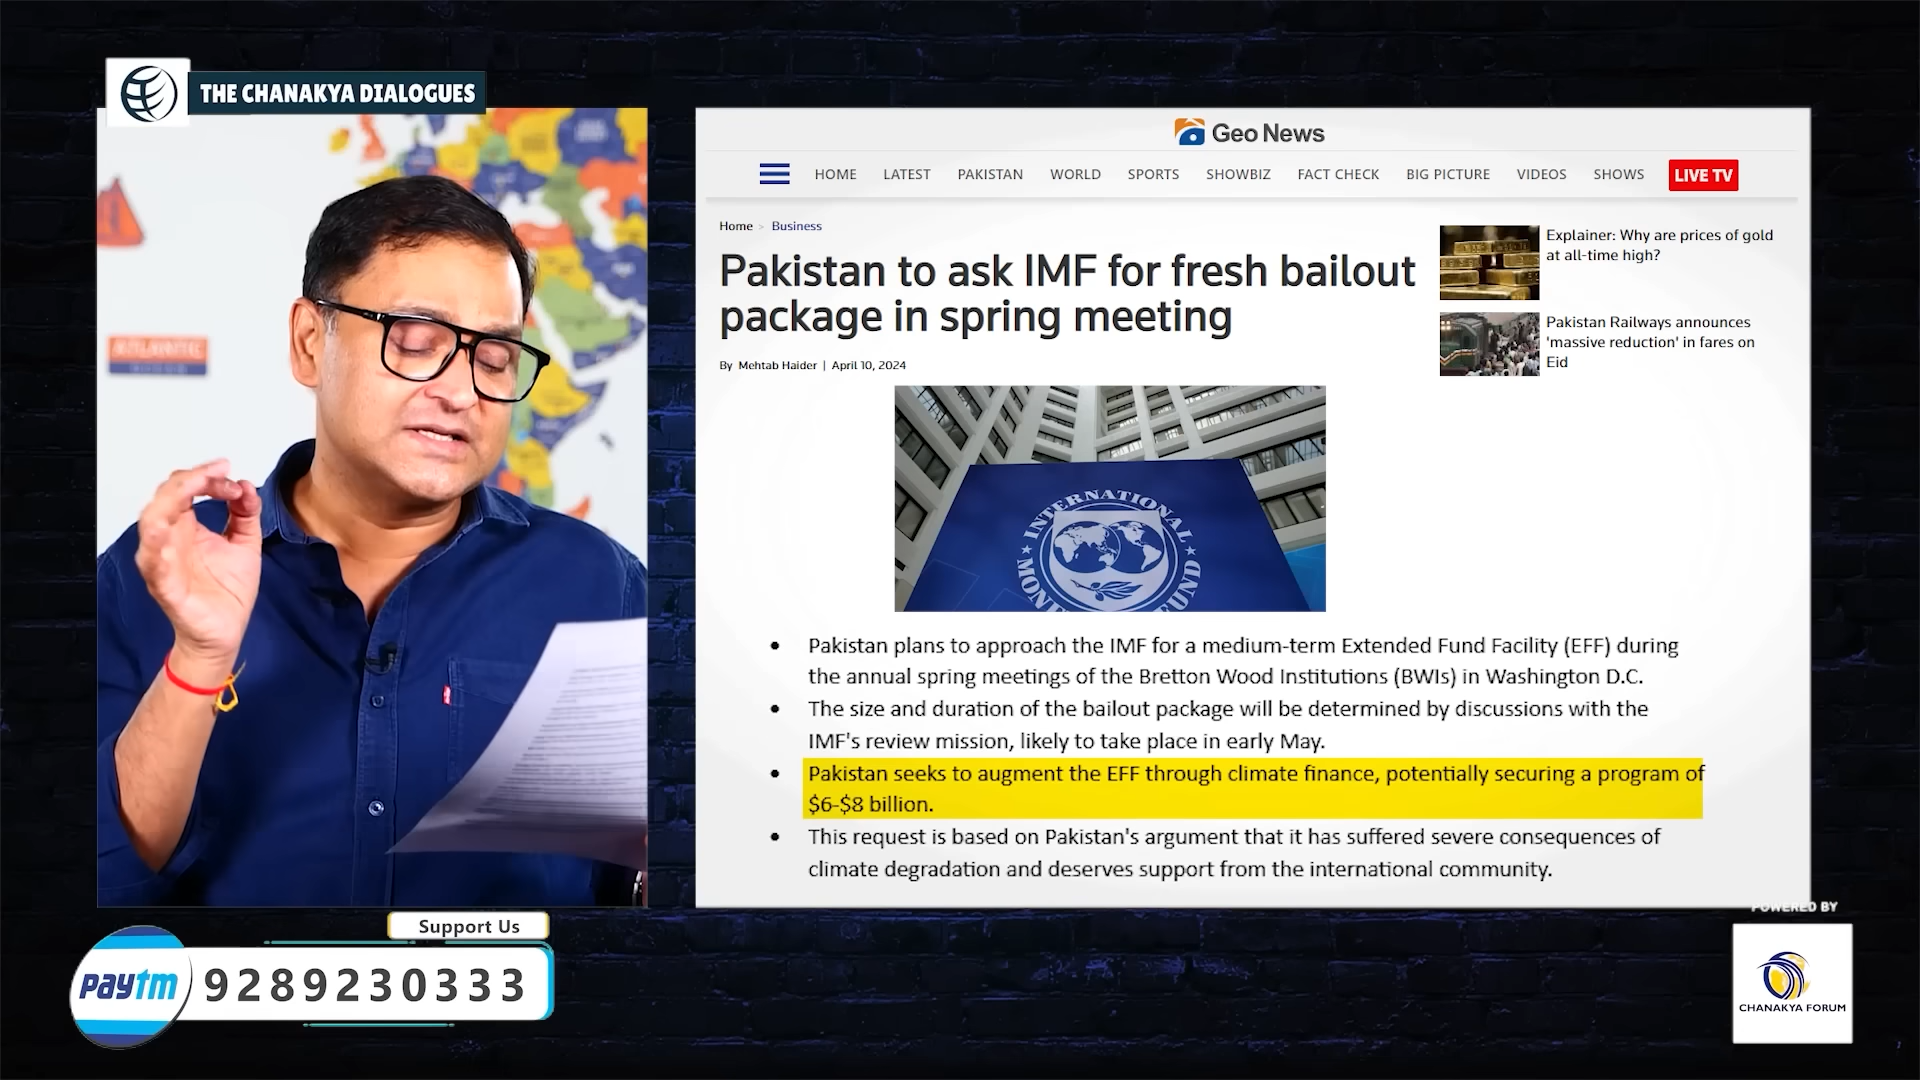 THE CHANAKYA DIALOGUES
ATLANTIC
Geo News
HOME LATEST PAKISTAN WORLD SPORTS SHOWBIZ FACT CHECK BIG PICTURE VIDEOS SHOWS LIVE TV
Home > Business
Pakistan to ask IMF for fresh bailout
package in spring meeting
By Mehtab Haider | April 10, 2024
Explainer: Why are prices of gold
at all-time high?
Pakistan Railways announces
'massive reduction' in fares on
Eid
INTERNATIONAL
MONE
FUND
• Pakistan plans to approach the IMF for a medium-term Extended Fund Facility (EFF) during
the annual spring meetings of the Bretton Wood Institutions (BWIs) in Washington D.C.
• The size and duration of the bailout package will be determined by discussions with the
IMF's review mission, likely to take place in early May.
• Pakistan seeks to augment the EFF through climate finance, potentially securing a program of
$6-$8 billion.
• This request is based on Pakistan's argument that it has suffered severe consequences of
climate degradation and deserves support from the international community.
Support Us
paytm 9289230333
POWERED BY
CHANAKYA FORUM